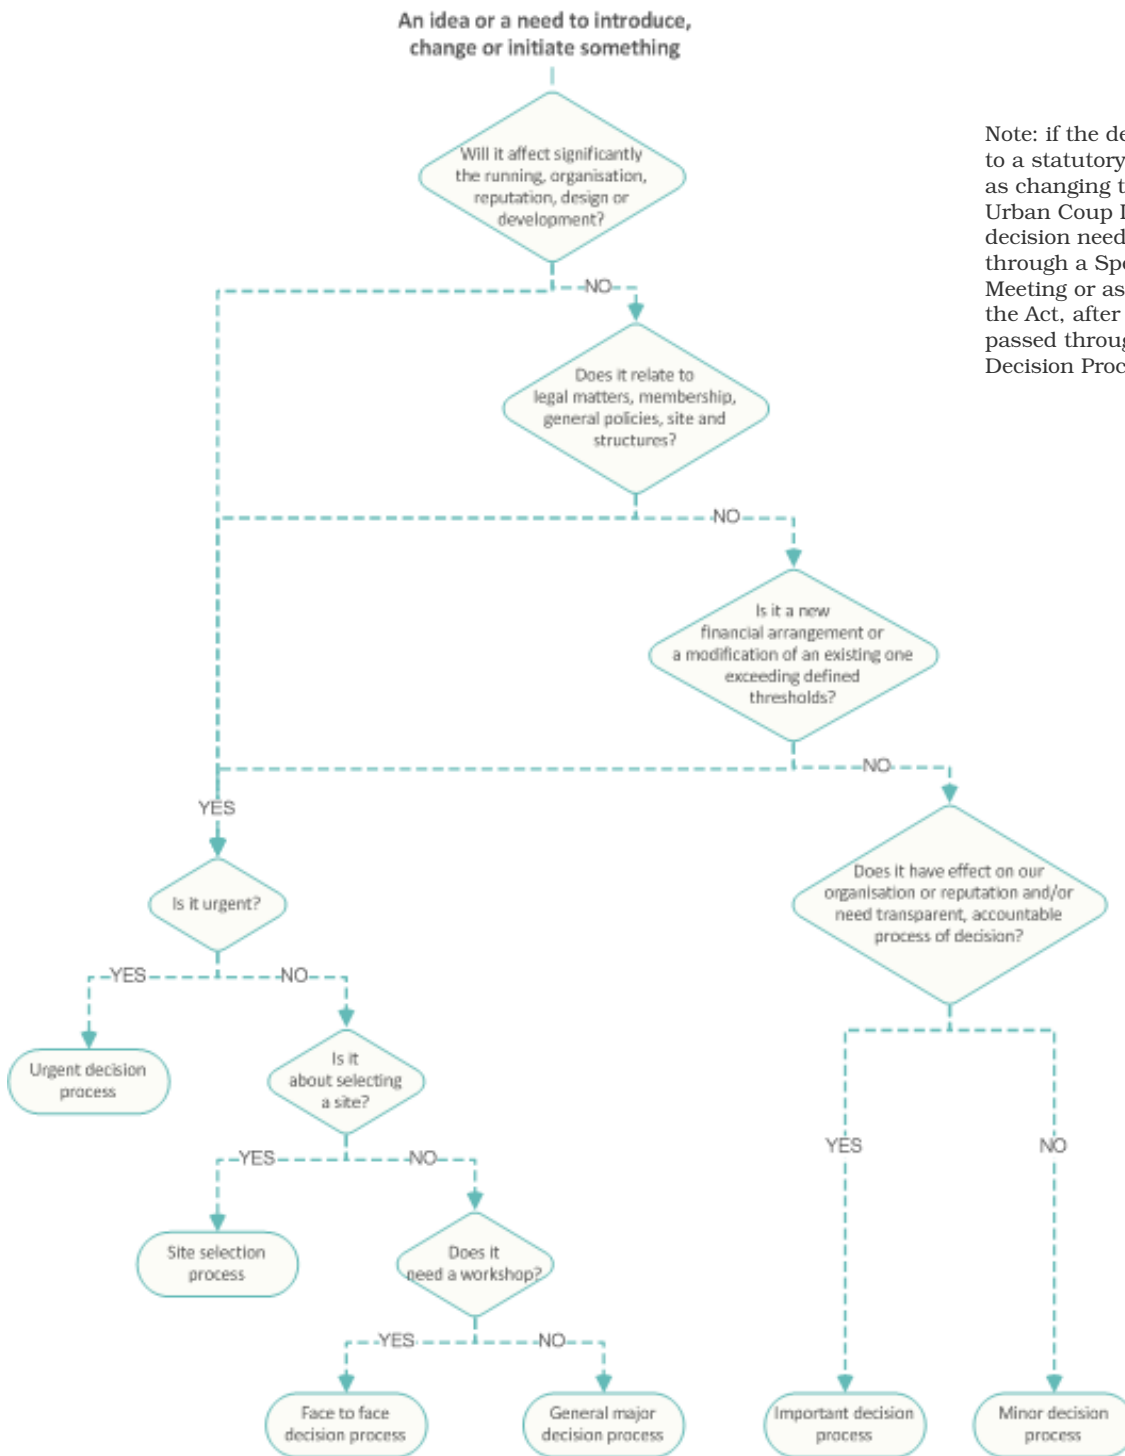 An idea or a need to introduce,
change or initiate something
Will it affect significantly
the running, organisation,
reputation, design or
development?
NO
Note: if the de
to a statutory
as changing t
Urban Coup I
decision need
through a Spe
Meeting or as
the Act, after
passed throug
Decision Proc
Does it relate to
legal matters, membership,
general policies, site and
structures?
NO
Is it a new
financial arrangement or
a modification of an existing one
exceeding defined
thresholds?
NO
YES
Does it have effect on our
organisation or reputation and/or
need transparent, accountable
process of decision?
Is it urgent?
YES
NO
Urgent decision
process
Is it
about selecting
a site?
YES
NO
YES
NO
Site selection
process
Does it
need a workshop?
YES
NO
Face to face
decision process
General major
decision process
Important decision
process
Minor decision
process